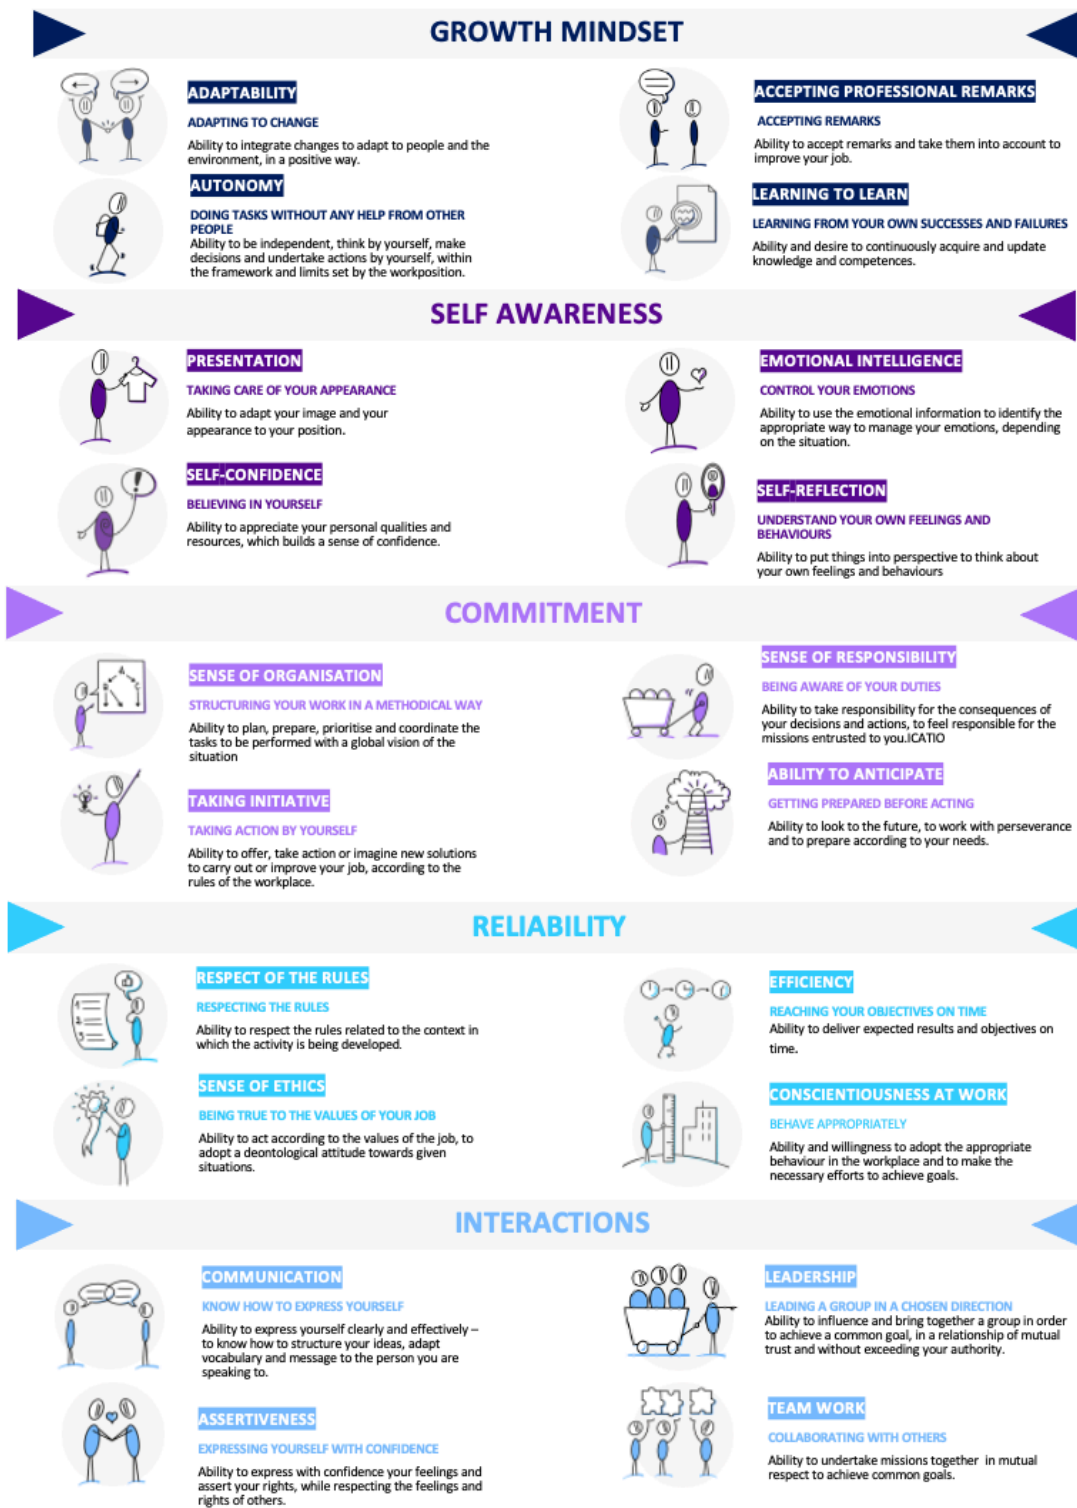 GROWTH MINDSET
ADAPTABILITY
ADAPTING TO CHANGE
Ability to integrate changes to adapt to people and the
environment, in a positive way.
AUTONOMY
DOING TASKS WITHOUT ANY HELP FROM OTHER
PEOPLE
Ability to be independent, think by yourself, make
decisions and undertake actions by yourself, within
the framework and limits set by the workposition.
ACCEPTING PROFESSIONAL REMARKS
ACCEPTING REMARKS
Ability to accept remarks and take them into account to
improve your job.
LEARNING TO LEARN
LEARNING FROM YOUR OWN SUCCESSES AND FAILURES
Ability and desire to continuously acquire and update
knowledge and competences.
SELF AWARENESS
PRESENTATION
TAKING CARE OF YOUR APPEARANCE
Ability to adapt your image and your
appearance to your position.
SELF-CONFIDENCE
BELIEVING IN YOURSELF
Ability to appreciate your personal qualities and
resources, which builds a sense of confidence.
EMOTIONAL INTELLIGENCE
CONTROL YOUR EMOTIONS
Ability to use the emotional information to identify the
appropriate way to manage your emotions, depending
on the situation.
SELF-REFLECTION
UNDERSTAND YOUR OWN FEELINGS AND
BEHAVIOURS
Ability to put things into perspective to think about
your own feelings and behaviours
COMMITMENT
SENSE OF ORGANISATION
STRUCTURING YOUR WORK IN A METHODICAL WAY
Ability to plan, prepare, prioritise and coordinate the
tasks to be performed with a global vision of the
situation
TAKING INITIATIVE
TAKING ACTION BY YOURSELF
Ability to offer, take action or imagine new solutions
to carry out or improve your job, according to the
rules of the workplace.
SENSE OF RESPONSIBILITY
BEING AWARE OF YOUR DUTIES
Ability to take responsibility for the consequences of
your decisions and actions, to feel responsible for the
missions entrusted to you.ICATIO
ABILITY TO ANTICIPATE
GETTING PREPARED BEFORE ACTING
Ability to look to the future, to work with perseverance
and to prepare according to your needs.
RELIABILITY
RESPECT OF THE RULES
RESPECTING THE RULES
Ability to respect the rules related to the context in
which the activity is being developed.
SENSE OF ETHICS
BEING TRUE TO THE VALUES OF YOUR JOB
Ability to act according to the values of the job, to
adopt a deontological attitude towards given
situations.
EFFICIENCY
REACHING YOUR OBJECTIVES ON TIME
Ability to deliver expected results and objectives on
time.
CONSCIENTIOUSNESS AT WORK
BEHAVE APPROPRIATELY
Ability and willingness to adopt the appropriate
behaviour in the workplace and to make the
necessary efforts to achieve goals.
INTERACTIONS
COMMUNICATION
KNOW HOW TO EXPRESS YOURSELF
Ability to express yourself clearly and effectively –
to know how to structure your ideas, adapt
vocabulary and message to the person you are
speaking to.
ASSERTIVENESS
EXPRESSING YOURSELF WITH CONFIDENCE
Ability to express with confidence your feelings and
assert your rights, while respecting the feelings and
rights of others.
LEADERSHIP
LEADING A GROUP IN A CHOSEN DIRECTION
Ability to influence and bring together a group in order
to achieve a common goal, in a relationship of mutual
trust and without exceeding your authority.
TEAM WORK
COLLABORATING WITH OTHERS
Ability to undertake missions together in mutual
respect to achieve common goals.